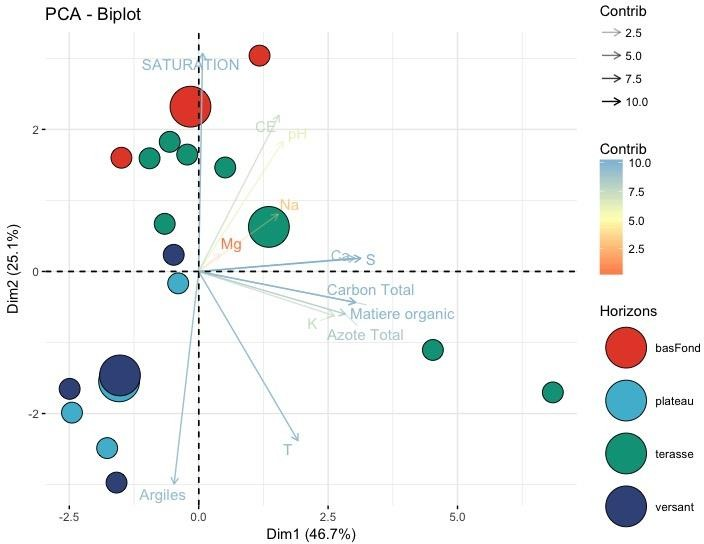 PCA - Biplot
SATURATION
CE
pH
Na
Mg
Ca
S
Carbon Total
Matiere organic
K
Azote Total
T
Argiles
2
0
-2
-2.5
0.0
2.5
5.0
Dim1 (46.7%)
Dim2 (25.1%)
Contrib
2.5
5.0
7.5
10.0
Contrib
10.0
7.5
5.0
2.5
Horizons
basFond
plateau
terasse
versant